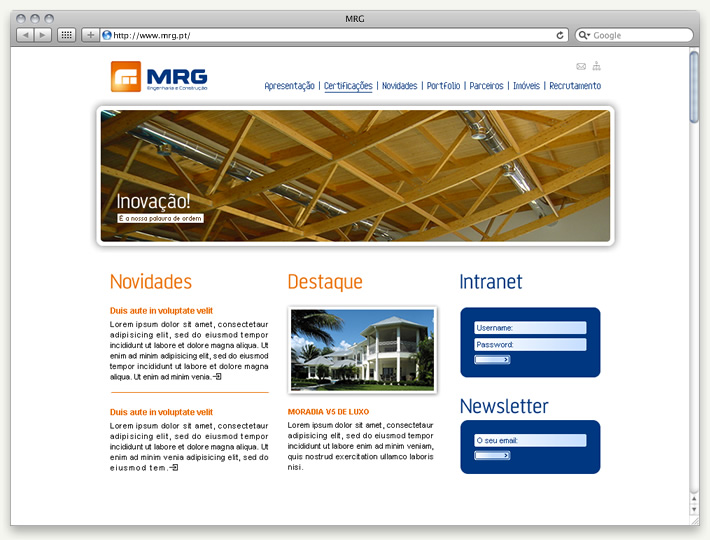 MRG
http://www.mrg.pt/
Google
MRG
Engenharia e Construção
Apresentação | Certificações | Novidades | Portfolio | Parceiros | Imóveis | Recrutamento
Inovação!
É a nossa palavra de ordem
Novidades
Duis aute in voluptate velit
Lorem ipsum dolor sit amet, consectetaur
adipisicing elit, sed do eiusmod tempor
incididunt ut labore et dolore magna aliqua. Ut
enim ad minim adipisicing elit, sed do eiusmod
tempor incididunt ut labore et dolore magna
aliqua. Ut enim ad minim venia.
Duis aute in voluptate velit
Lorem ipsum dolor sit amet, consectetaur
adipisicing elit, sed do eiusmod tempor
incididunt ut labore et dolore magna aliqua. Ut
enim ad minim venia adipisicing elit, sed do
eiusmod tem.
Destaque
MORADIA V5 DE LUXO
Lorem ipsum dolor sit amet, consectetaur
adipisicing elit, sed do eiusmod tempor
incididunt ut labore enim ad minim veniam,
quis nostrud exercitation ullamco laboris
nisi.
Intranet
Username:
Password:
Newsletter
O seu email: